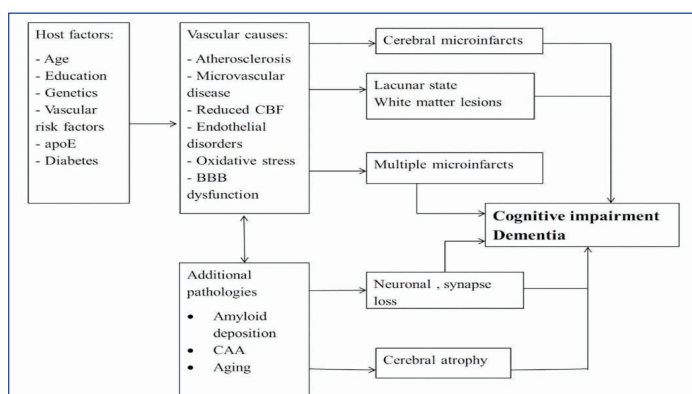 Host factors:
- Age
- Education
- Genetics
- Vascular
risk factors
- apoE
- Diabetes
Vascular causes:
- Atherosclerosis
- Microvascular
disease
- Reduced CBF
- Endothelial
disorders
- Oxidative stress
- BBB
dysfunction
Cerebral microinfarcts
Lacunar state
White matter lesions
Multiple microinfarcts
Cognitive impairment
Dementia
Additional
pathologies
• Amyloid
deposition
• CAA
• Aging
Neuronal , synapse
loss
Cerebral atrophy